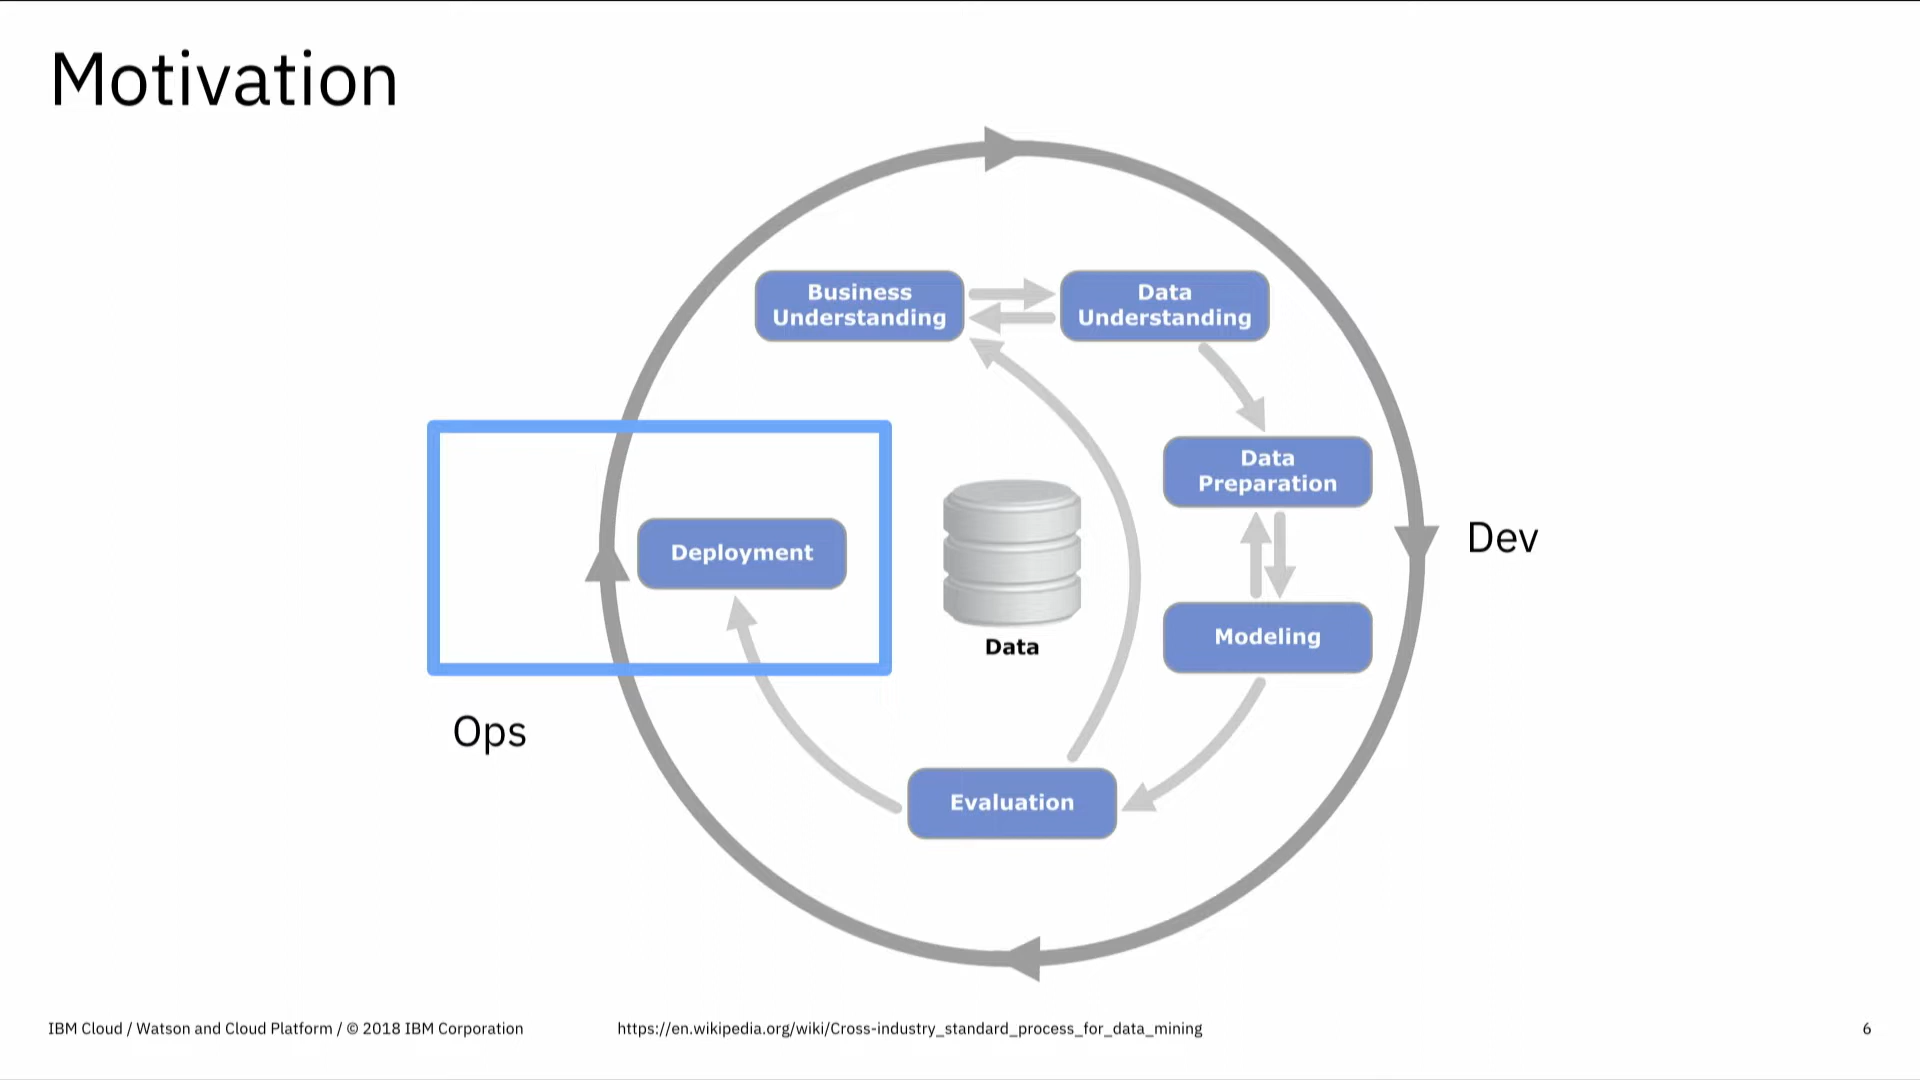 Motivation
Business
Understanding
Data
Understanding
Data
Preparation
Dev
Deployment
Data
Modeling
Ops
Evaluation
IBM Cloud / Watson and Cloud Platform / © 2018 IBM Corporation
https://en.wikipedia.org/wiki/Cross-industry_standard_process_for_data_mining
6